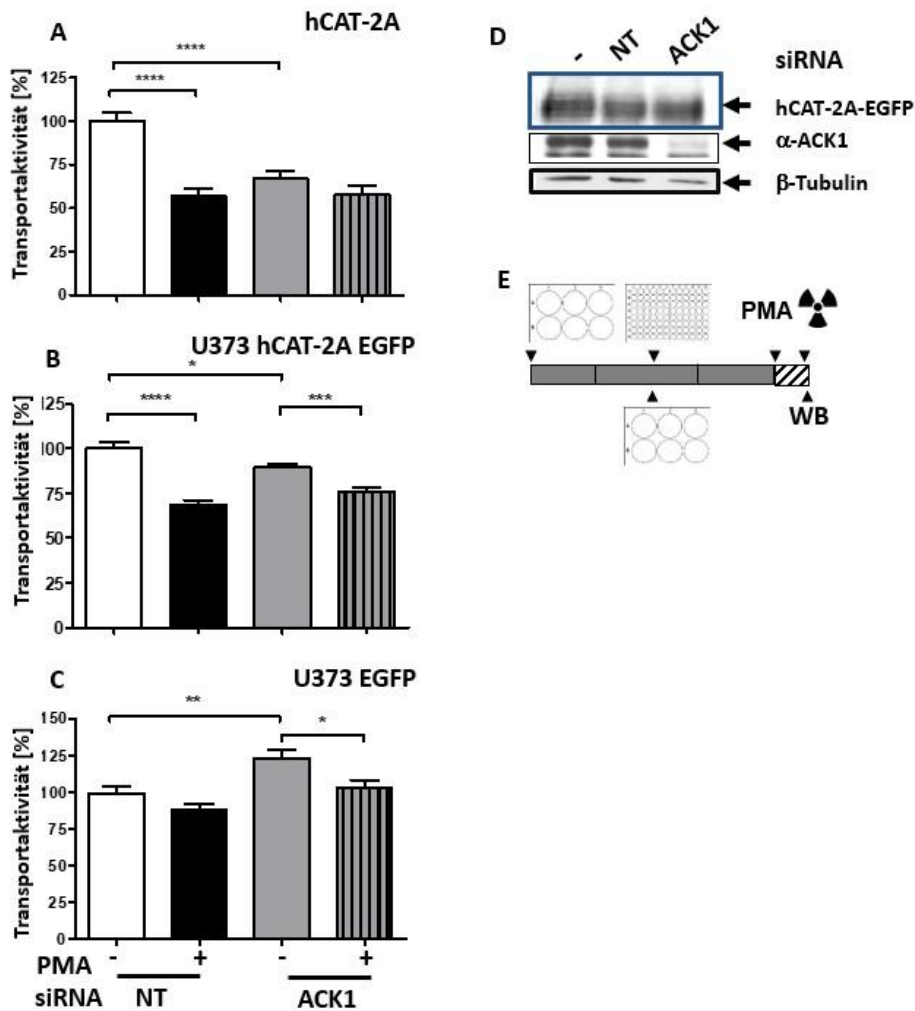 A
hCAT-2A
****
****
Transportaktivität [%]
125
100
75
50
25
0
B
U373 hCAT-2A EGFP
*
****
***
Transportaktivität [%]
125
100
75
50
25
0
C
U373 EGFP
**
*
Transportaktivität [%]
150
125
100
75
50
25
0
PMA - + - +
siRNA NT ACK1
D
- NT ACK1 siRNA
hCAT-2A-EGFP
α-ACK1
β-Tubulin
E
PMA
WB